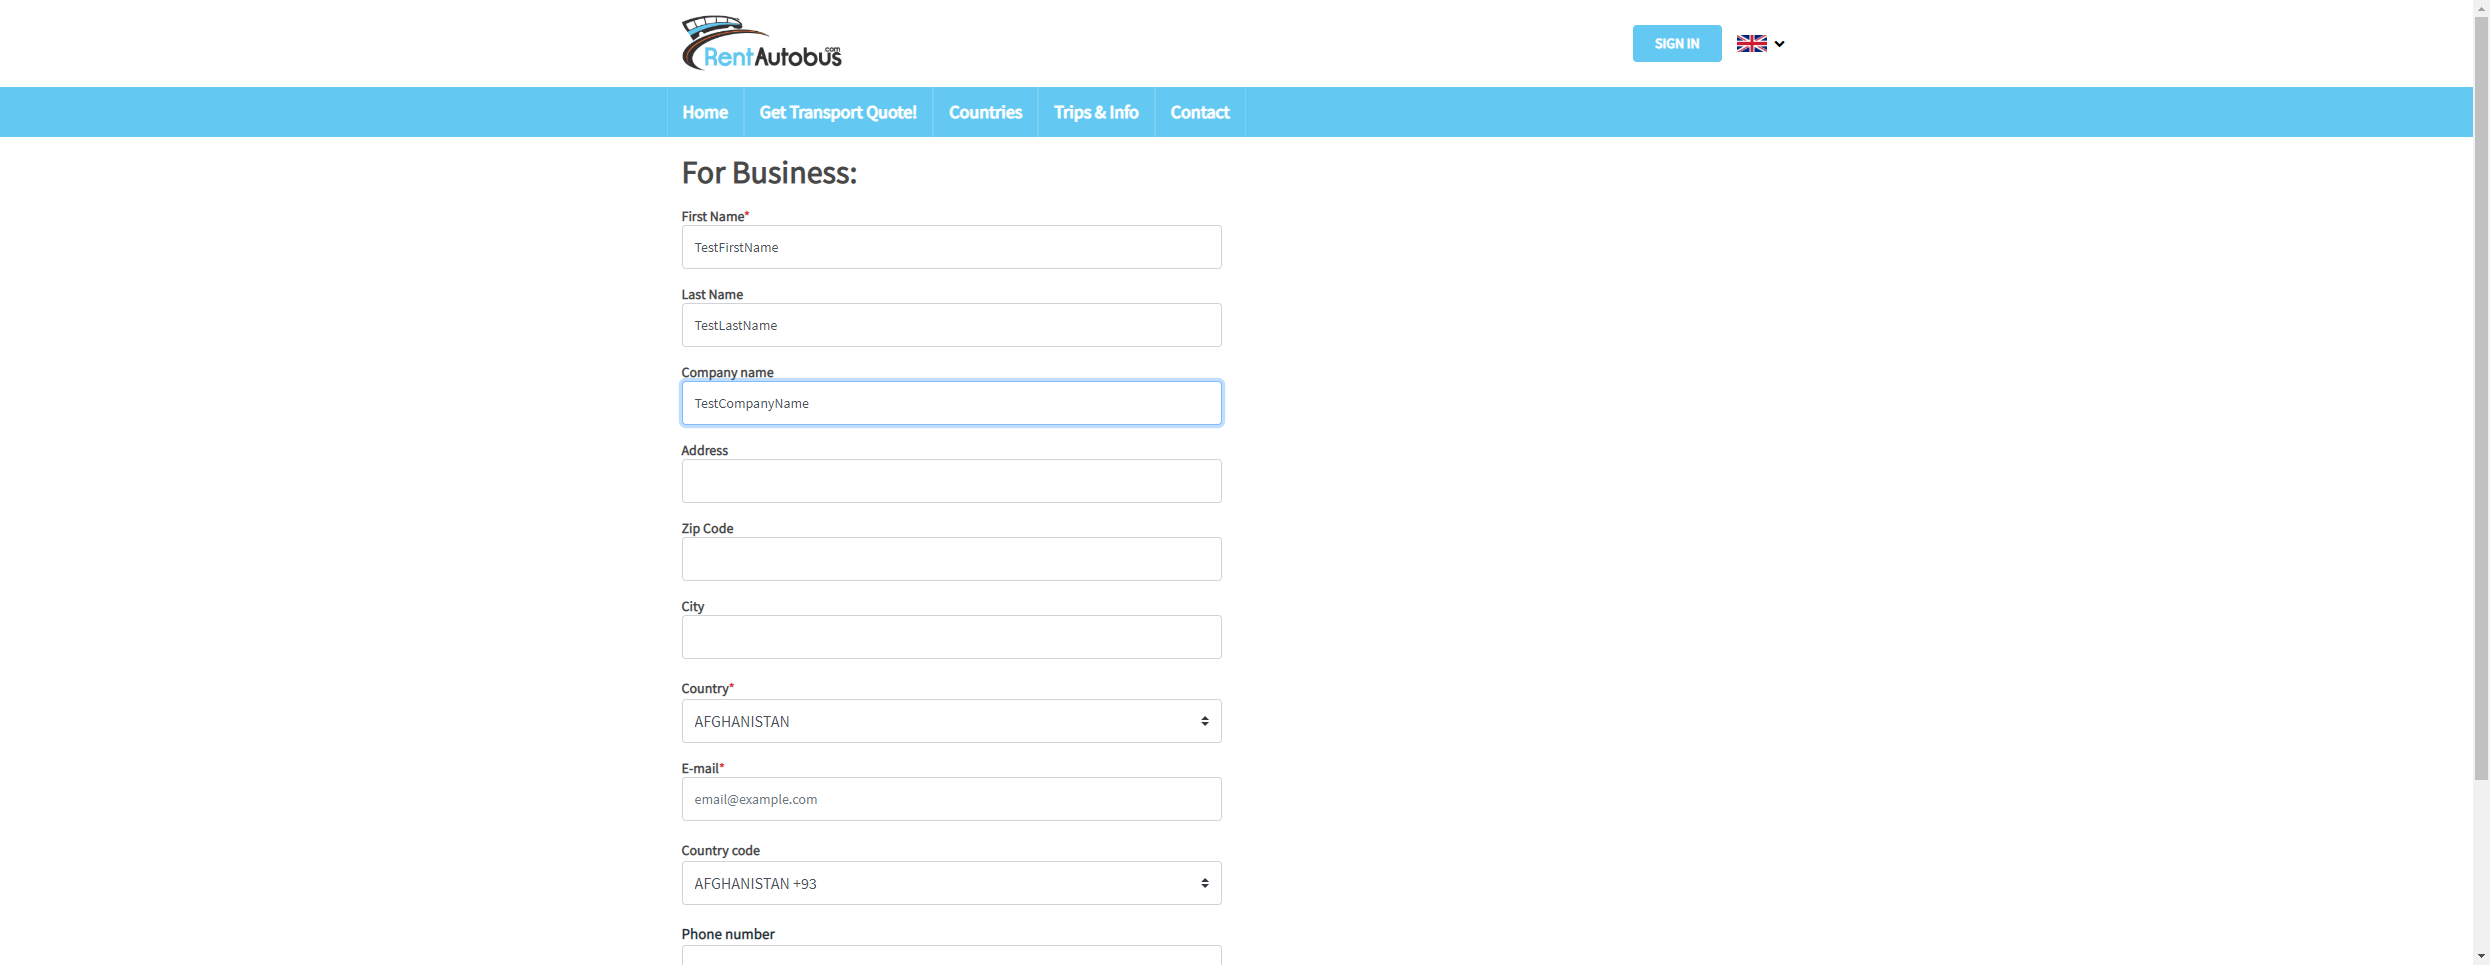 RentAutobus.com
SIGN IN
Home
Get Transport Quote!
Countries
Trips & Info
Contact
For Business:
First Name*
TestFirstName
Last Name
TestLastName
Company name
TestCompanyName
Address
Zip Code
City
Country*
AFGHANISTAN
E-mail*
email@example.com
Country code
AFGHANISTAN +93
Phone number